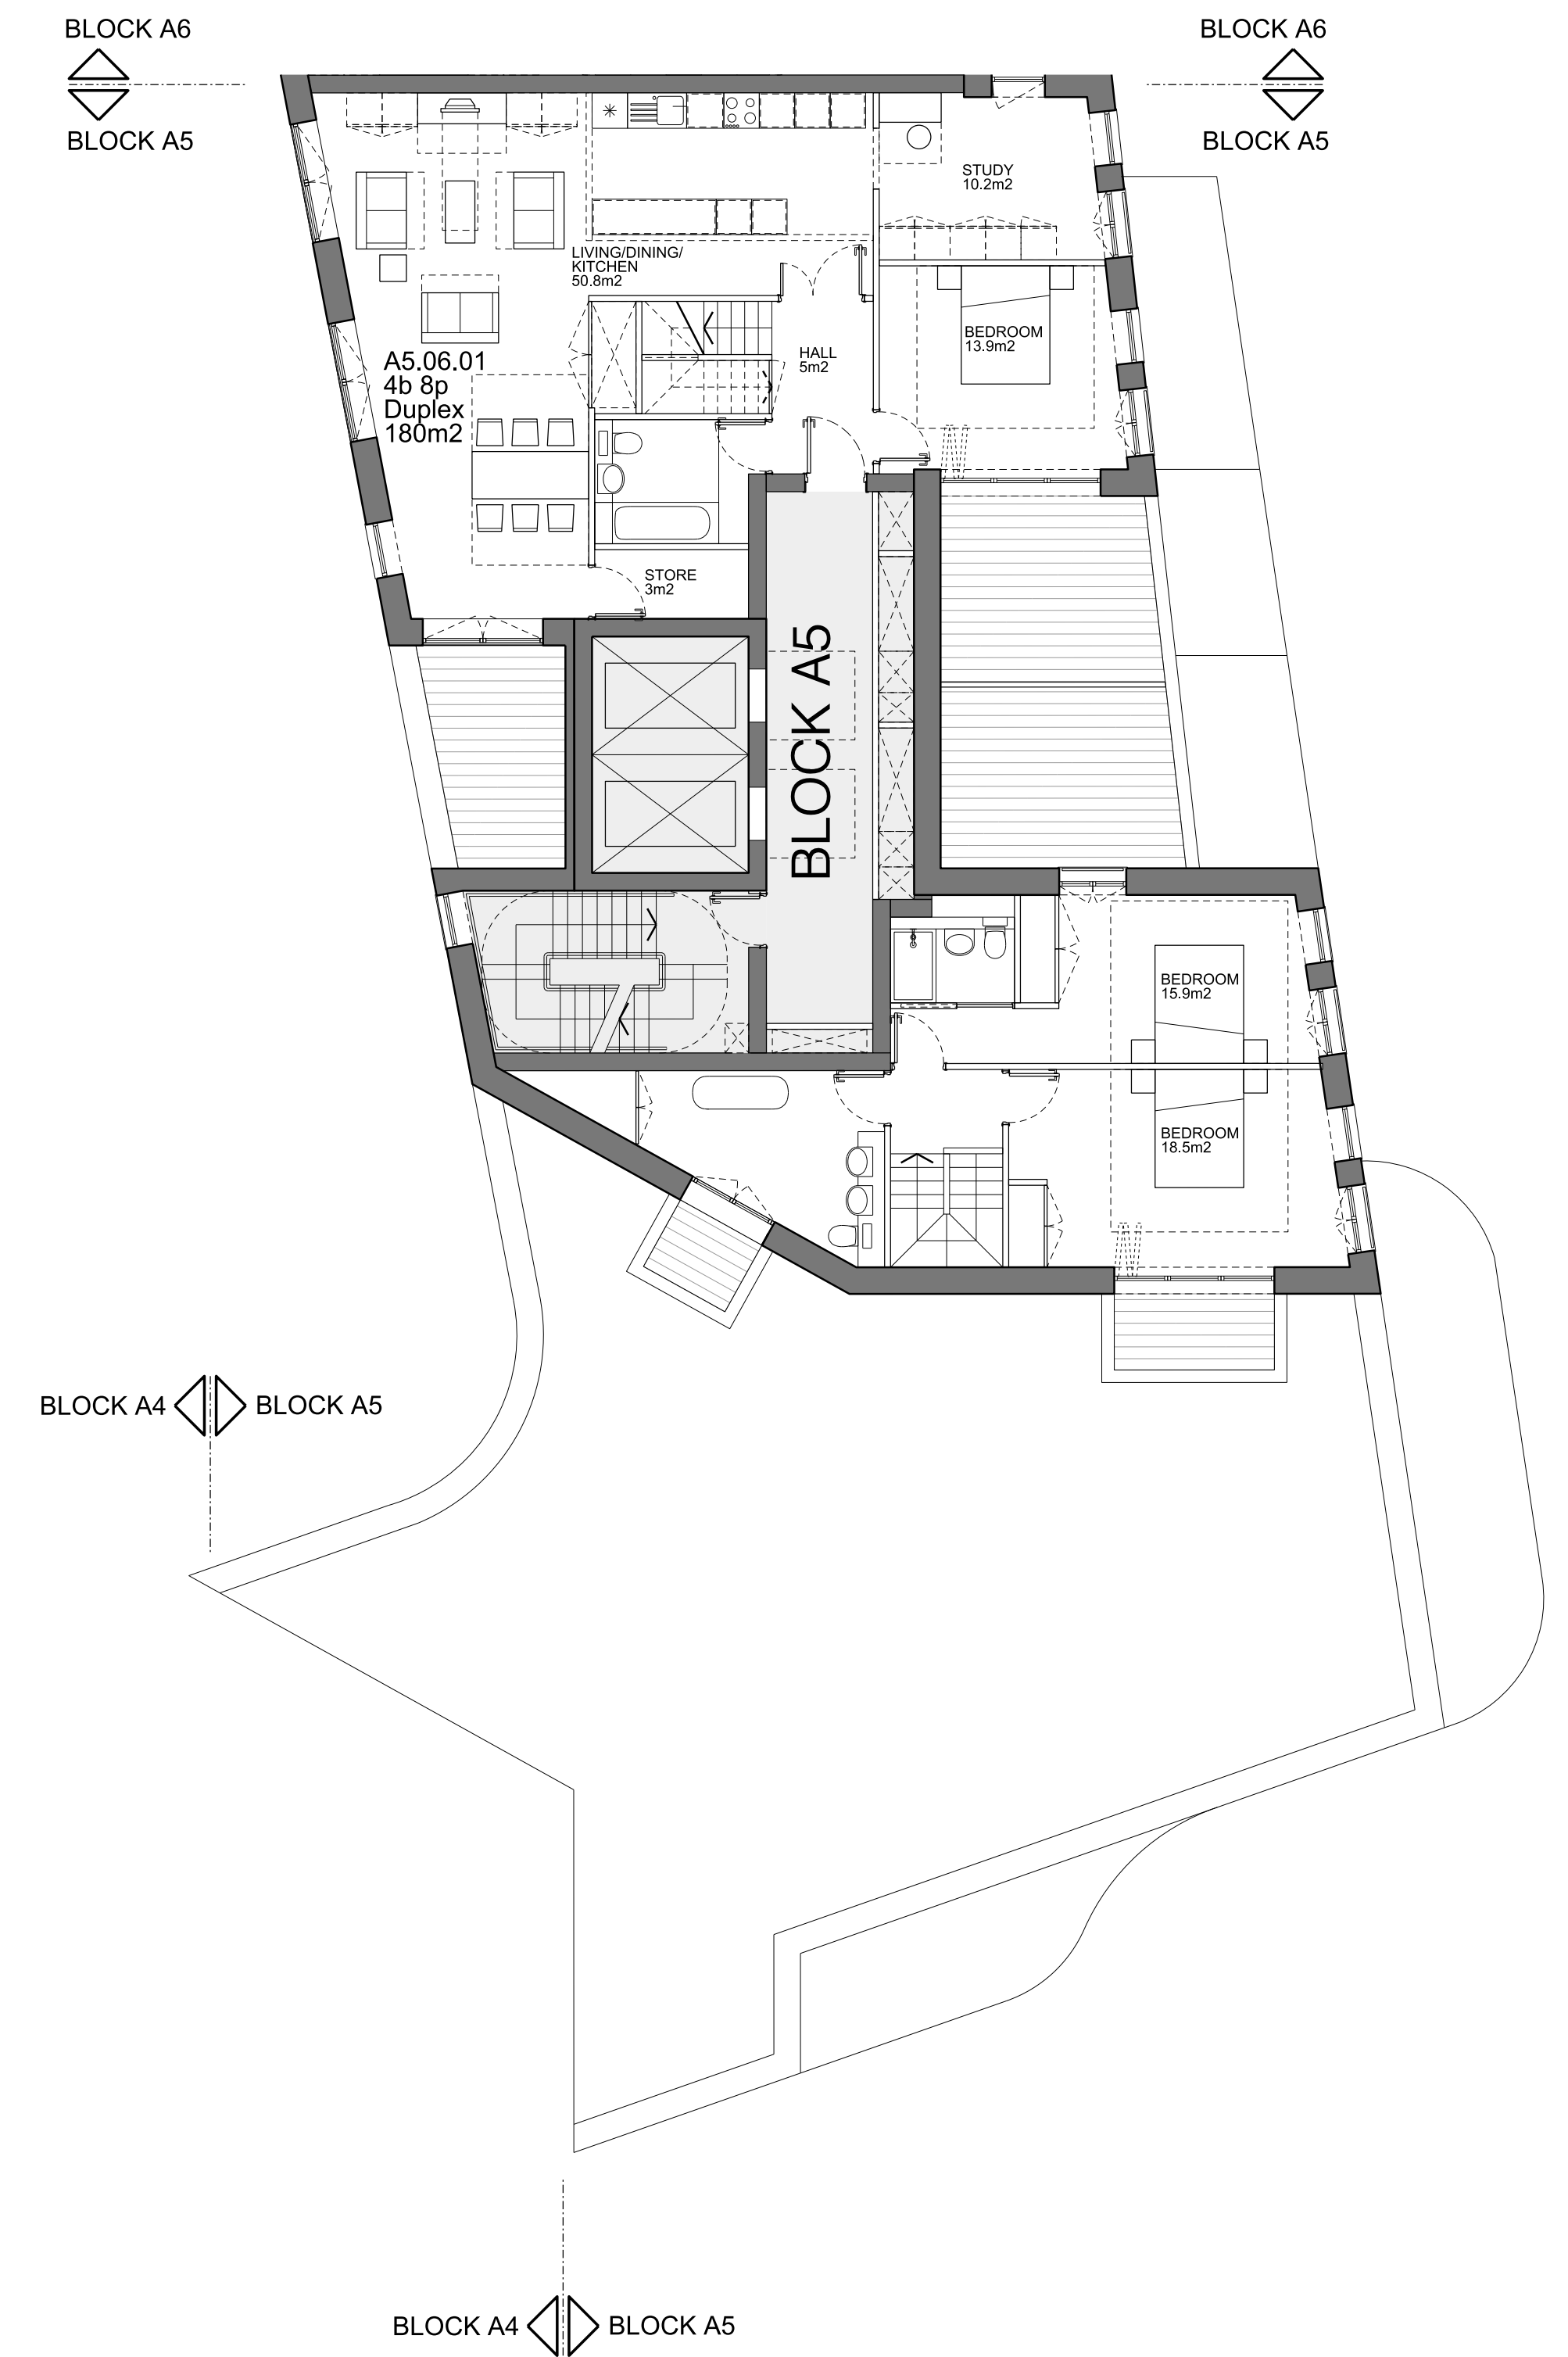 BLOCK A6
BLOCK A5
BLOCK A6
BLOCK A5
STUDY
10.2m2
LIVING/DINING/
KITCHEN
50.8m2
BEDROOM
13.9m2
HALL
5m2
A5.06.01
4b 8p
Duplex
180m2
STORE
3m2
BLOCK A5
BEDROOM
15.9m2
BEDROOM
18.5m2
BLOCK A4
BLOCK A5
BLOCK A4
BLOCK A5